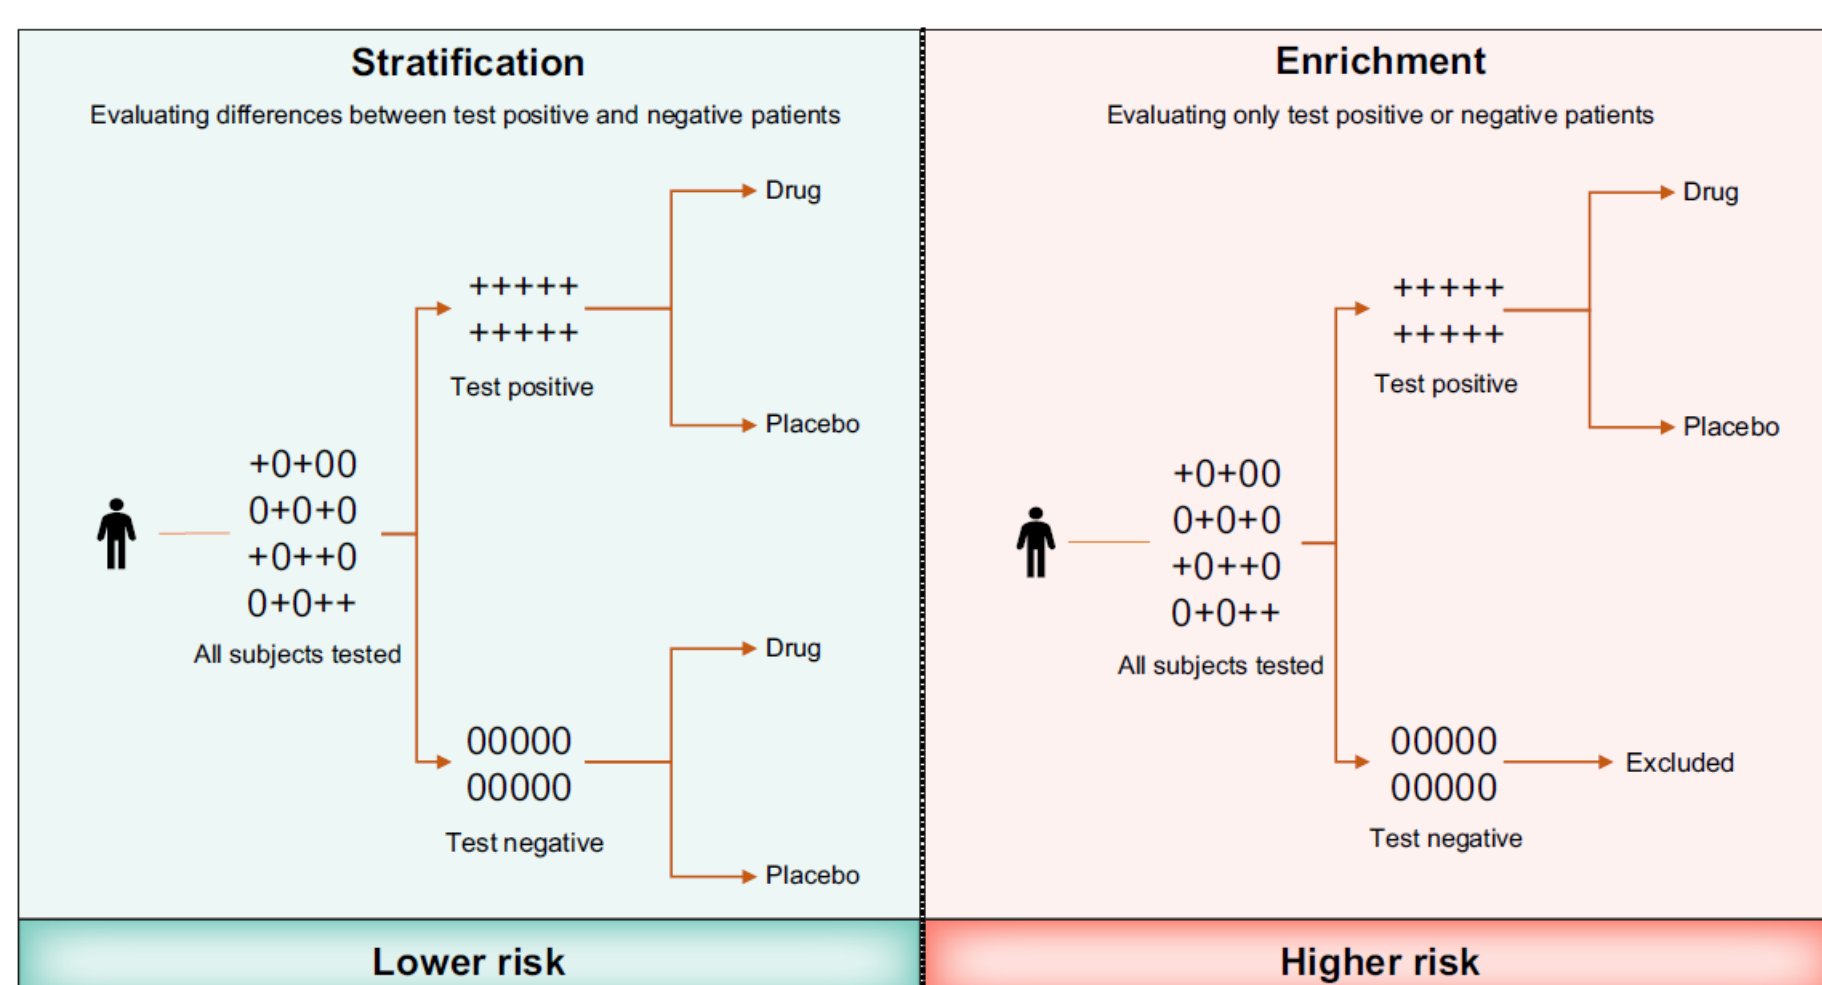 Stratification
Evaluating differences between test positive and negative patients
Drug
+++++
+++++
Test positive
Placebo
+0+00
0+0+0
+0++0
0+0++
All subjects tested
Drug
00000
00000
Test negative
Placebo
Lower risk
Enrichment
Evaluating only test positive or negative patients
Drug
+++++
+++++
Test positive
Placebo
+0+00
0+0+0
+0++0
0+0++
All subjects tested
00000
00000
Excluded
Test negative
Higher risk